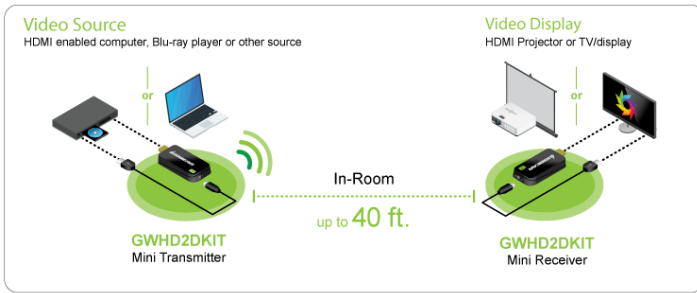 Video Source
HDMI enabled computer, Blu-ray player or other source
or
Video Display
HDMI Projector or TV/display
or
In-Room
up to 40 ft.
GWHD2DKIT
Mini Transmitter
GWHD2DKIT
Mini Receiver